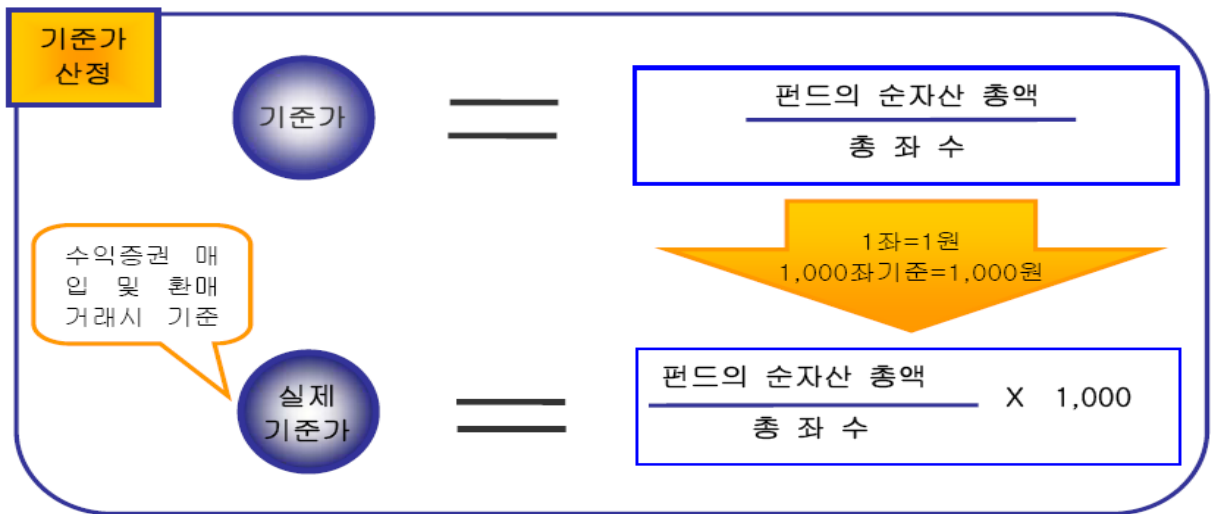 기준가
산정
기준가
펀드의 순자산 총액
총 좌 수
1좌=1원
1,000좌기준=1,000원
수익증권 매
입 및 환매
거래시 기준
실제
기준가
펀드의 순자산 총액
총 좌 수
X 1,000